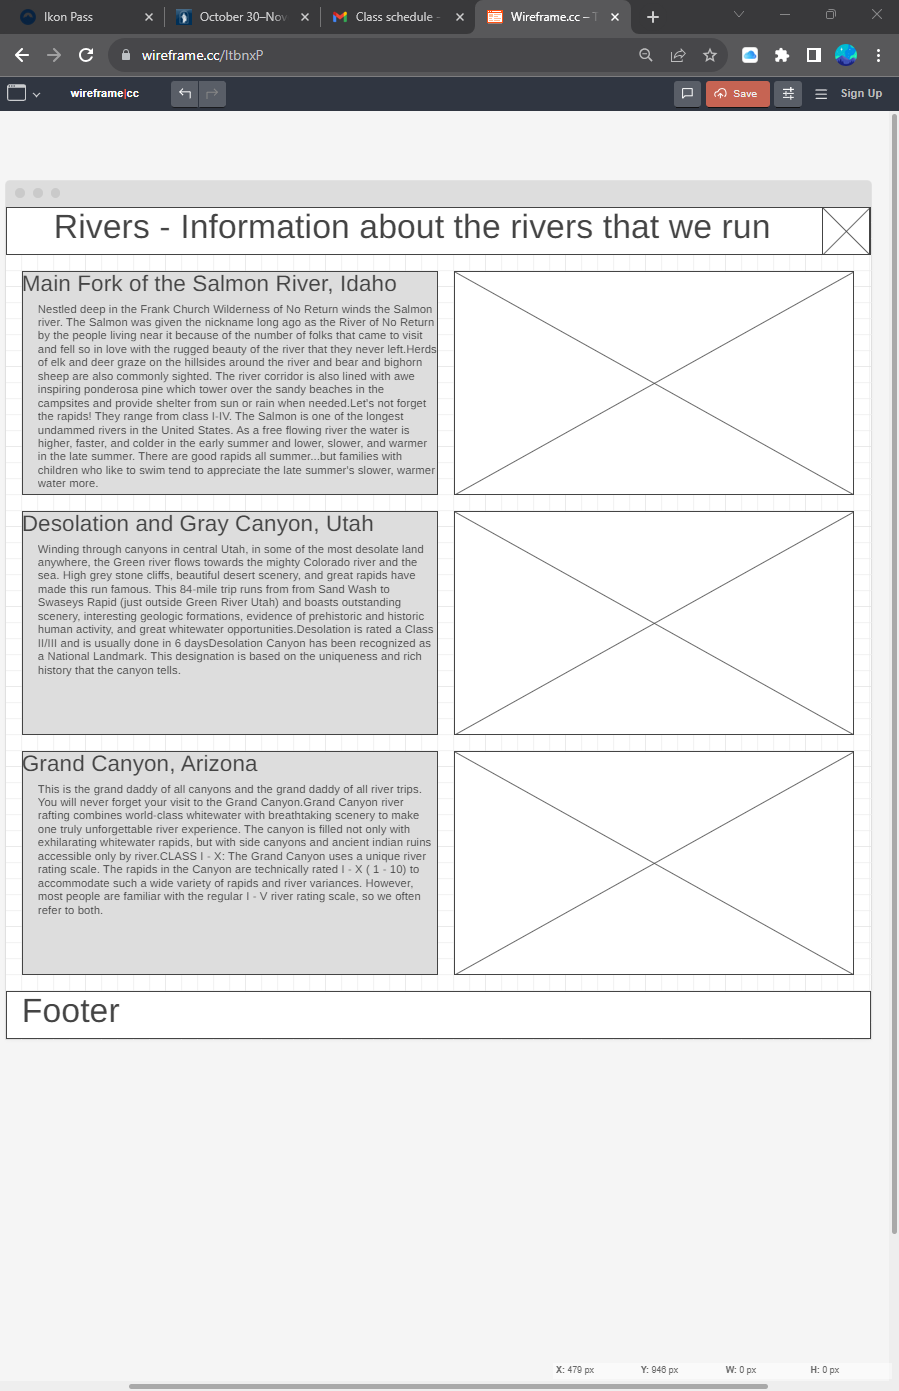 Ikon Pass
October 30–Nov
Class schedule -
Wireframe.cc – T
wireframe.cc/ltbnxP
wireframe|cc
Save
Sign Up
Rivers - Information about the rivers that we run
Main Fork of the Salmon River, Idaho
Nestled deep in the Frank Church Wilderness of No Return winds the Salmon
river. The Salmon was given the nickname long ago as the River of No Return
by the people living near it because of the number of folks that came to visit
and fell so in love with the rugged beauty of the river that they never left.Herds
of elk and deer graze on the hillsides around the river and bear and bighorn
sheep are also commonly sighted. The river corridor is also lined with awe
inspiring ponderosa pine which tower over the sandy beaches in the
campsites and provide shelter from sun or rain when needed.Let's not forget
the rapids! They range from class I-IV. The Salmon is one of the longest
undammed rivers in the United States. As a free flowing river the water is
higher, faster, and colder in the early summer and lower, slower, and warmer
in the late summer. There are good rapids all summer...but families with
children who like to swim tend to appreciate the late summer's slower, warmer
water more.
Desolation and Gray Canyon, Utah
Winding through canyons in central Utah, in some of the most desolate land
anywhere, the Green river flows towards the mighty Colorado river and the
sea. High grey stone cliffs, beautiful desert scenery, and great rapids have
made this run famous. This 84-mile trip runs from from Sand Wash to
Swaseys Rapid (just outside Green River Utah) and boasts outstanding
scenery, interesting geologic formations, evidence of prehistoric and historic
human activity, and great whitewater opportunities.Desolation is rated a Class
II/III and is usually done in 6 daysDesolation Canyon has been recognized as
a National Landmark. This designation is based on the uniqueness and rich
history that the canyon tells.
Grand Canyon, Arizona
This is the grand daddy of all canyons and the grand daddy of all river trips.
You will never forget your visit to the Grand Canyon.Grand Canyon river
rafting combines world-class whitewater with breathtaking scenery to make
one truly unforgettable river experience. The canyon is filled not only with
exhilarating whitewater rapids, but with side canyons and ancient indian ruins
accessible only by river.CLASS I - X: The Grand Canyon uses a unique river
rating scale. The rapids in the Canyon are technically rated I - X ( 1 - 10) to
accommodate such a wide variety of rapids and river variances. However,
most people are familiar with the regular I - V river rating scale, so we often
refer to both.
Footer
X: 479 px Y: 946 px W: 0 px H: 0 px